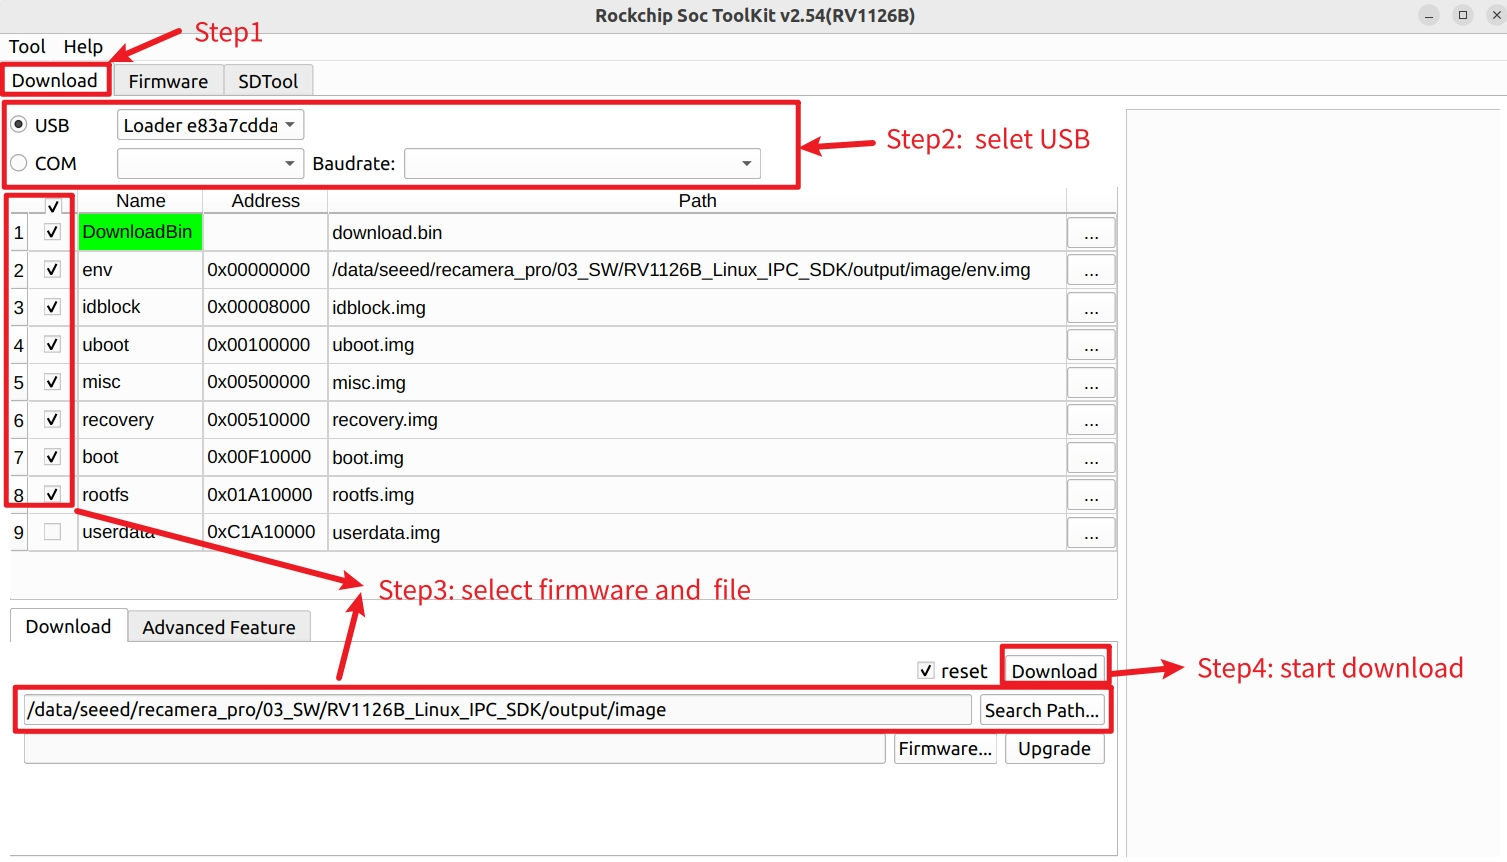 Rockchip Soc ToolKit v2.54(RV1126B)
Step1
Tool Help
Download Firmware SDTool
USB Loader e83a7cdda
Step2: selet USB
COM Baudrate:
Name Address Path
1 DownloadBin download.bin ...
2 env 0x00000000 /data/seeed/recamera_pro/03_SW/RV1126B_Linux_IPC_SDK/output/image/env.img ...
3 idblock 0x00008000 idblock.img ...
4 uboot 0x00100000 uboot.img ...
5 misc 0x00500000 misc.img ...
6 recovery 0x00510000 recovery.img ...
7 boot 0x00F10000 boot.img ...
8 rootfs 0x01A10000 rootfs.img ...
9 userdata 0xC1A10000 userdata.img ...
Step3: select firmware and file
Download Advanced Feature
reset Download
Step4: start download
/data/seeed/recamera_pro/03_SW/RV1126B_Linux_IPC_SDK/output/image Search Path...
Firmware... Upgrade